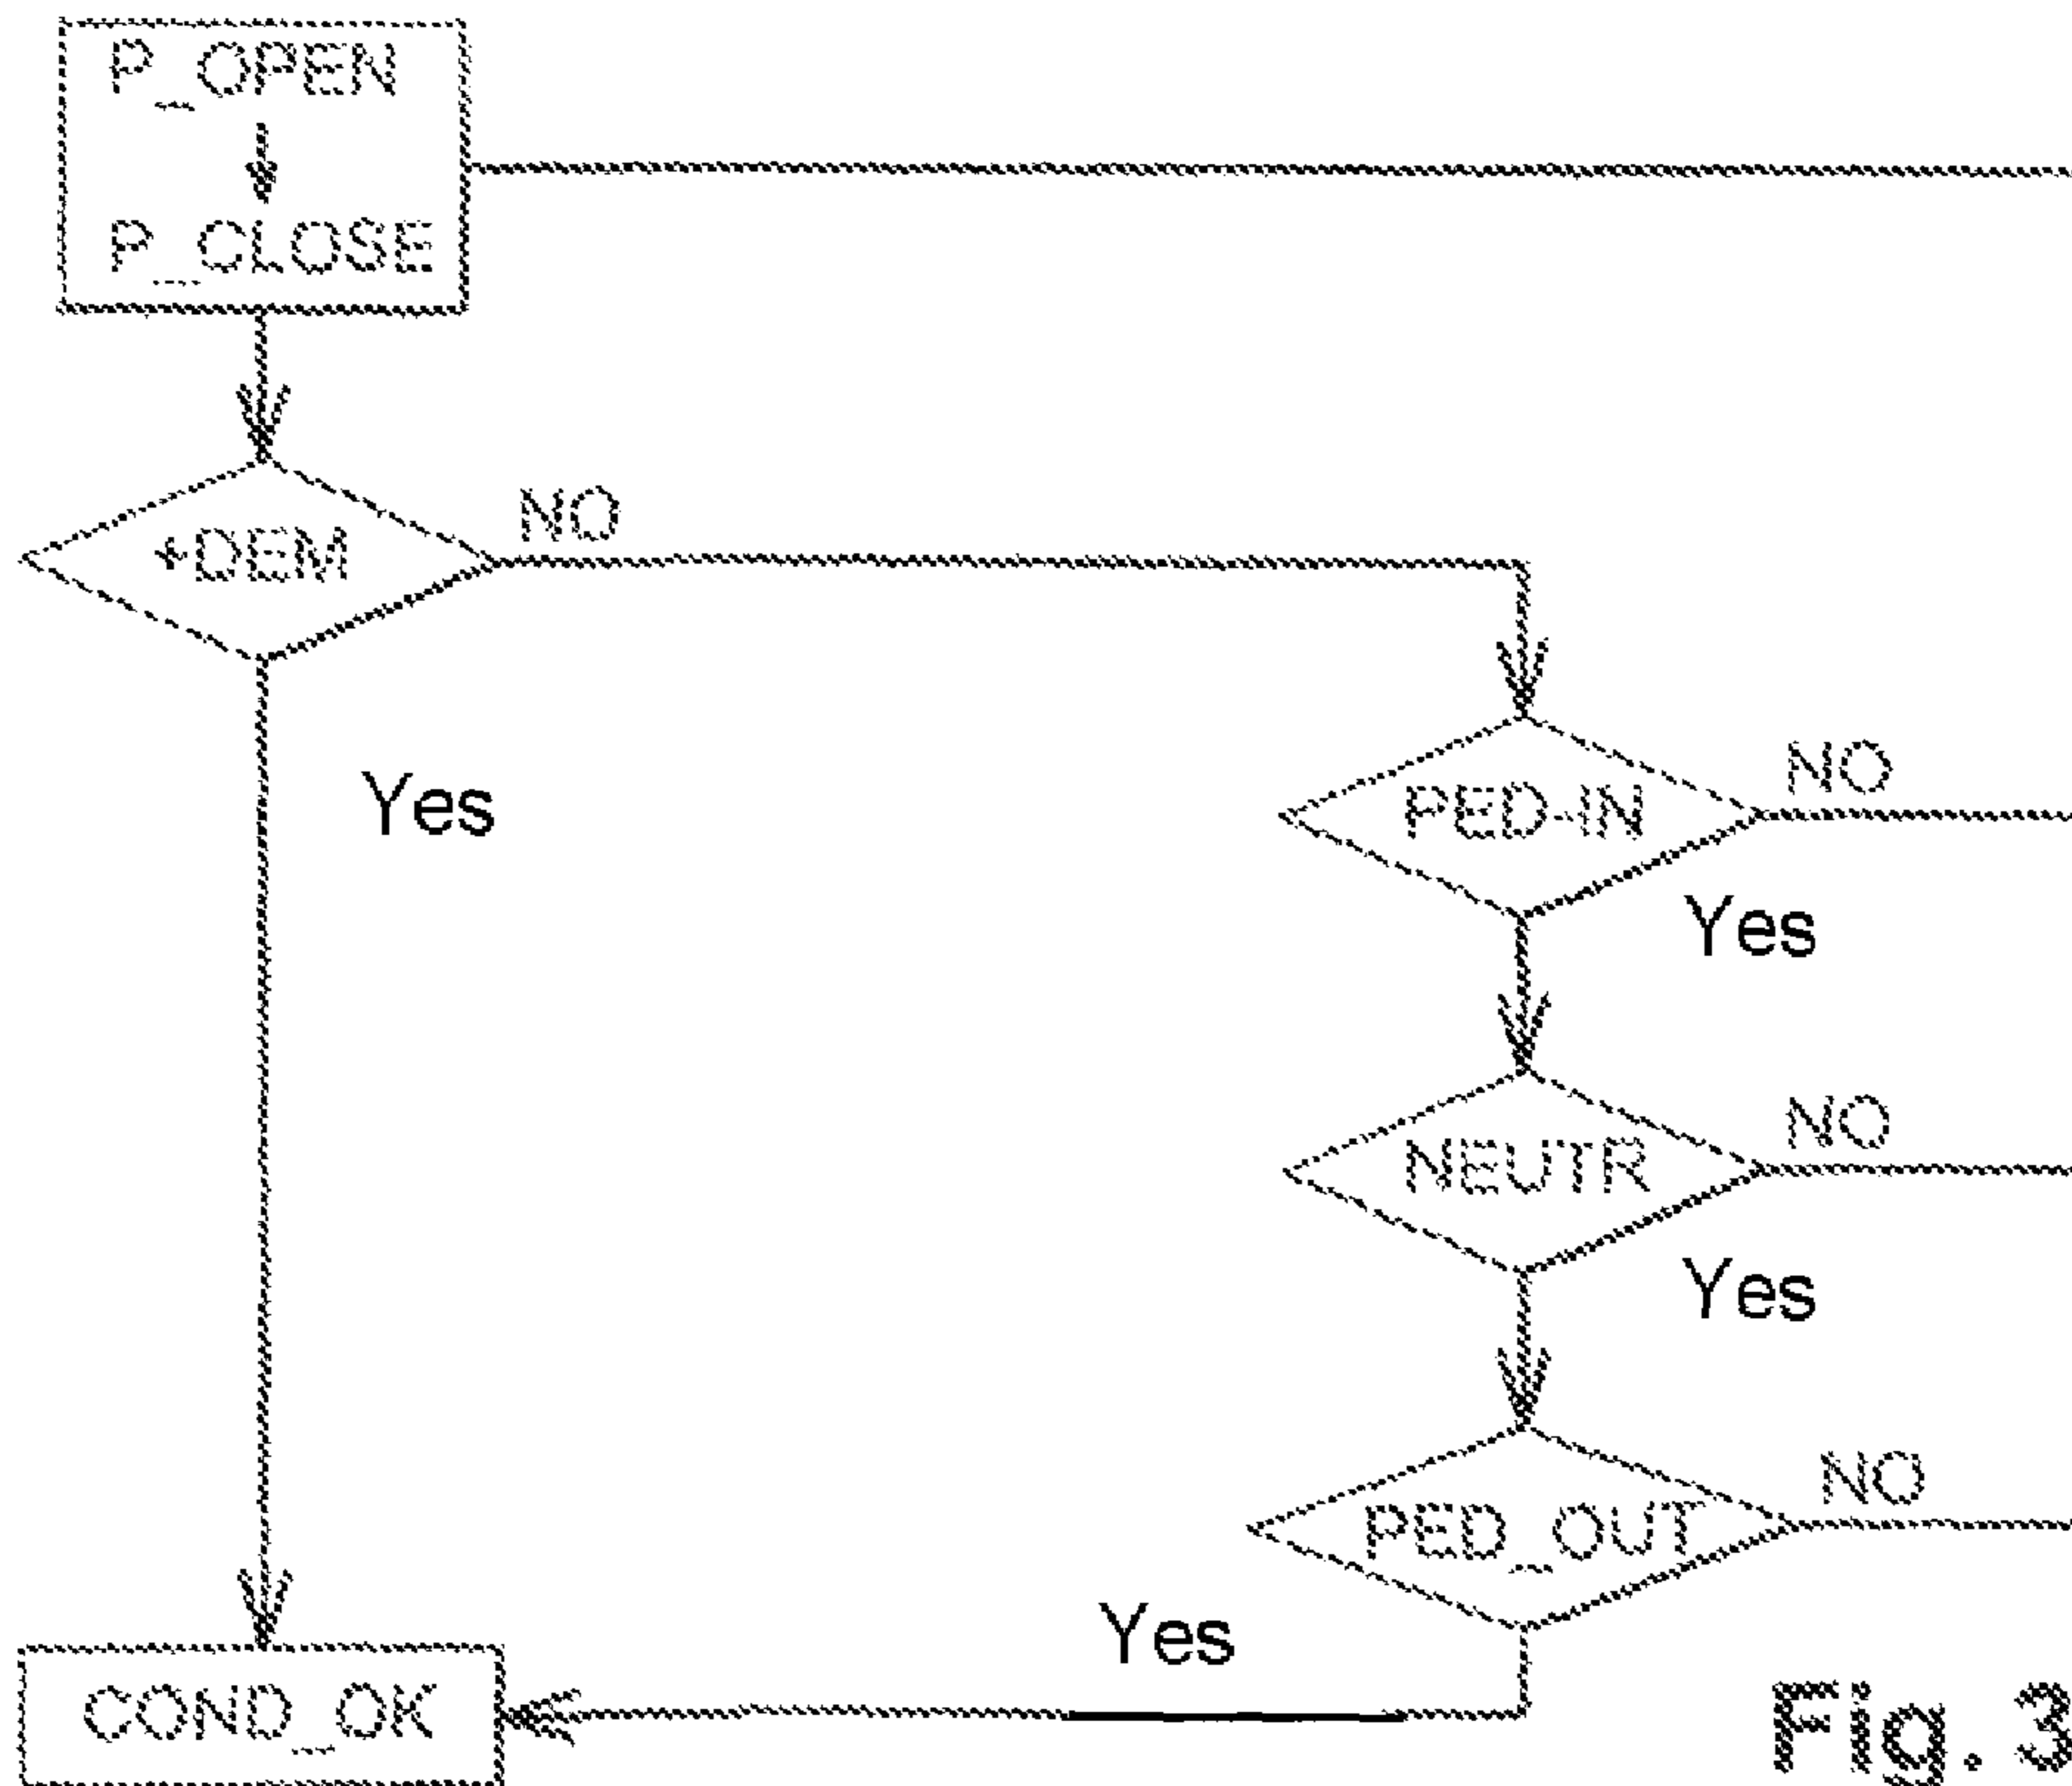 P_OPEN
P_CLOSE
+DEM
NO
Yes
PED-IN
NO
Yes
NEUTR
NO
Yes
PED_OUT
NO
Yes
COND_OK
Fig. 3